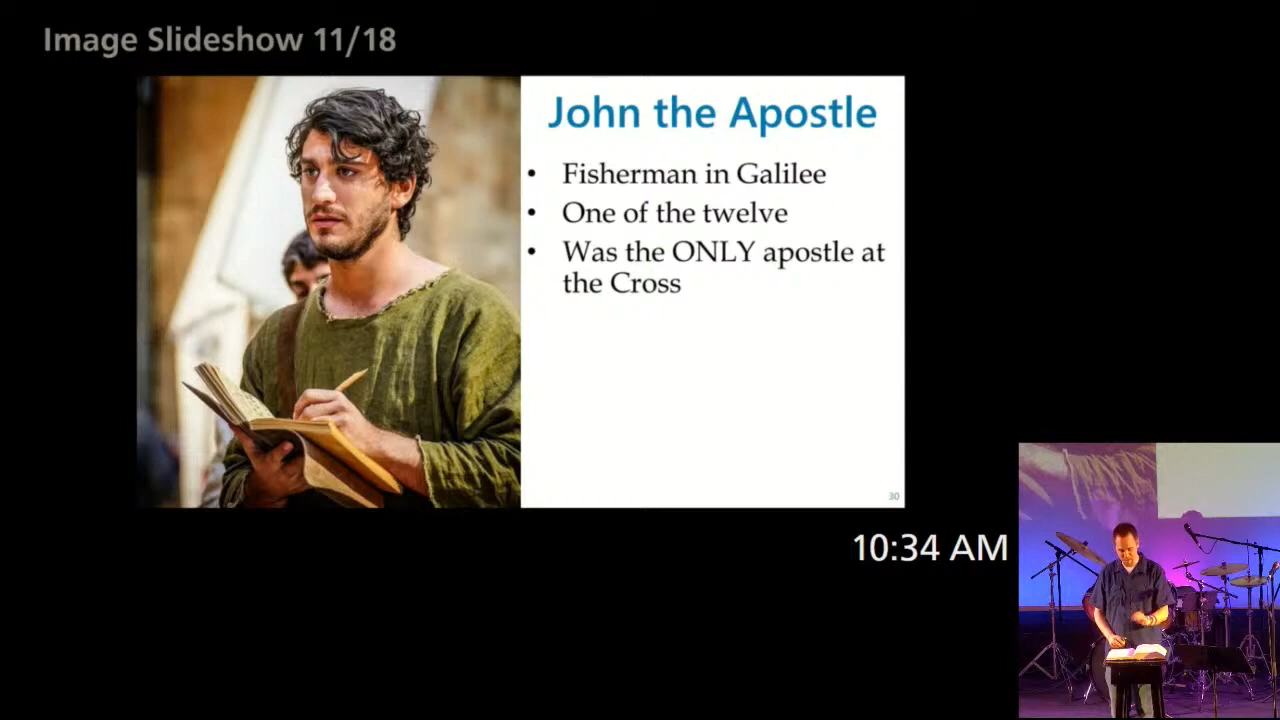 Image Slideshow 11/18
John the Apostle
• Fisherman in Galilee
• One of the twelve
• Was the ONLY apostle at
the Cross
30
10:34 AM